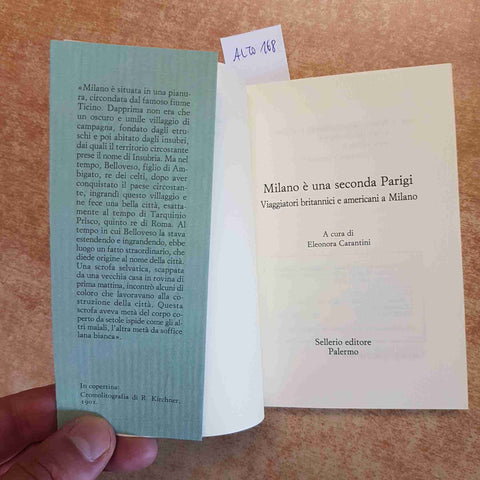 ALTO 168
«Milano è situata in una pianu-
ra, circondata dal famoso fiume
Ticino. Dapprima non era che
un oscuro e umile villaggio di
campagna, fondato dagli etru-
schi e poi abitato dagli insubri,
dai quali il territorio circostante
prese il nome di Insubria. Ma nel
tempo, Belloveso, figlio di Am-
bigato, re dei celti, dopo aver
conquistato il paese circostan-
te, ingrandì questo villaggio e
ne fece una bella città, esatta-
mente al tempo di Tarquinio
Prisco, quinto re di Roma. Al
tempo in cui Belloveso la stava
estendendo e ingrandendo, ebbe
luogo un fatto straordinario, che
diede origine al nome della città.
Una scrofa selvatica, scappata
da una vecchia casa in rovina di
prima mattina, incontrò alcuni di
coloro che lavoravano alla co-
struzione della città. Questa
scrofa aveva metà del corpo co-
perto da setole ispide come gli al-
tri maiali, l'altra metà da soffice
lana bianca».
In copertina:
Cromolitografia di R. Kirchner,
1901.
Milano è una seconda Parigi
Viaggiatori britannici e americani a Milano
A cura di
Eleonora Carantini
Sellerio editore
Palermo